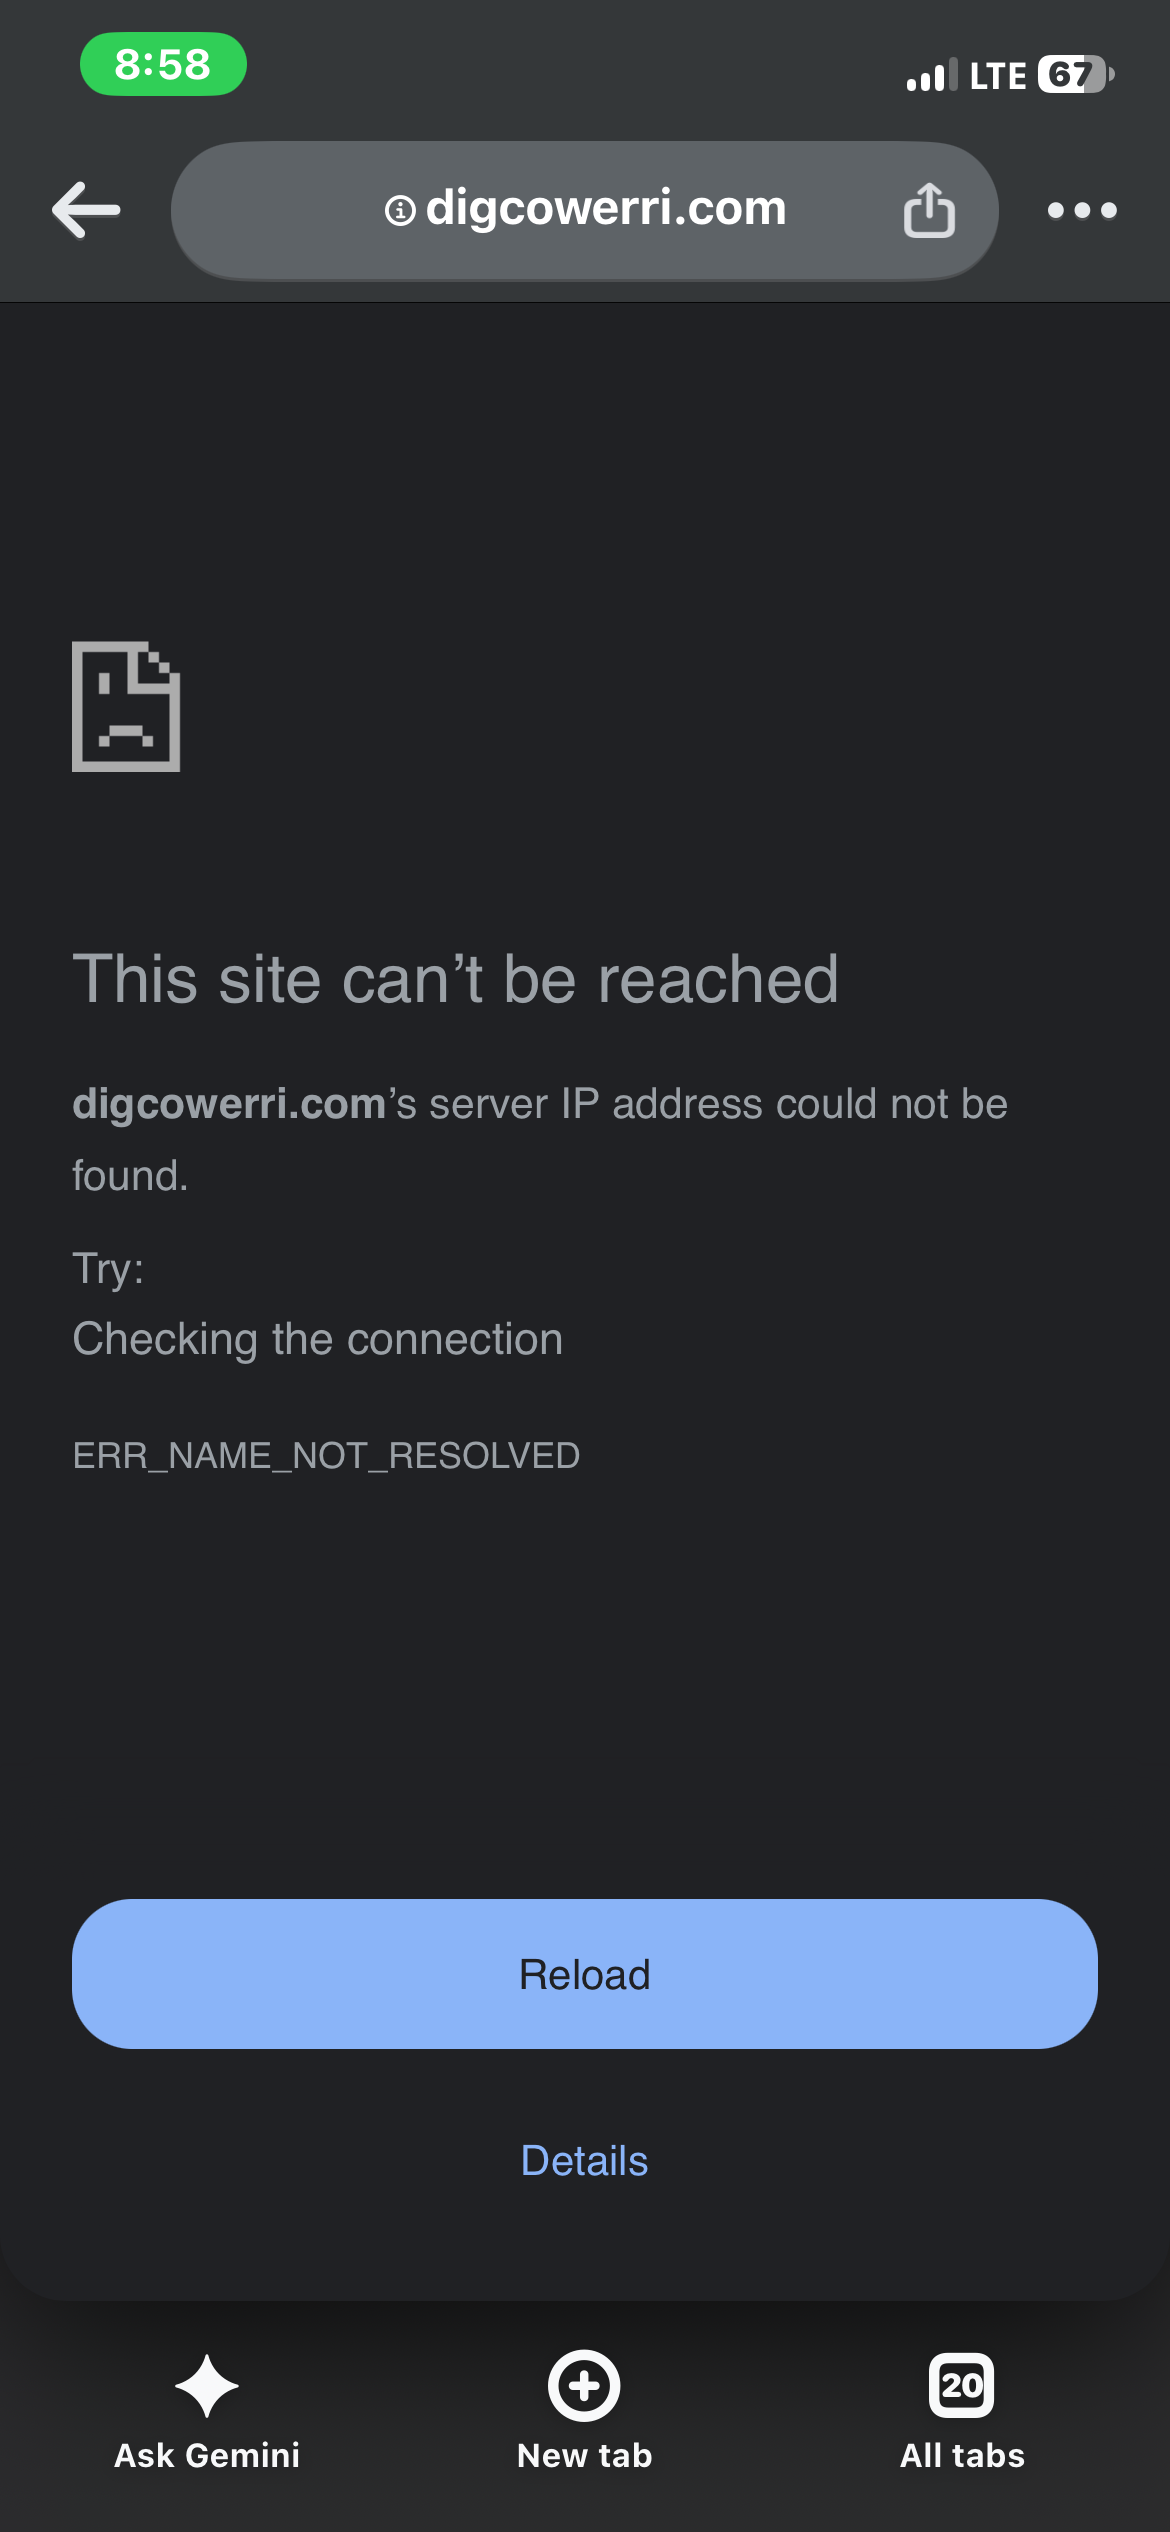 8:58
LTE 67
digcowerri.com
This site can’t be reached
digcowerri.com’s server IP address could not be
found.
Try:
Checking the connection
ERR_NAME_NOT_RESOLVED
Reload
Details
20
Ask Gemini
New tab
All tabs